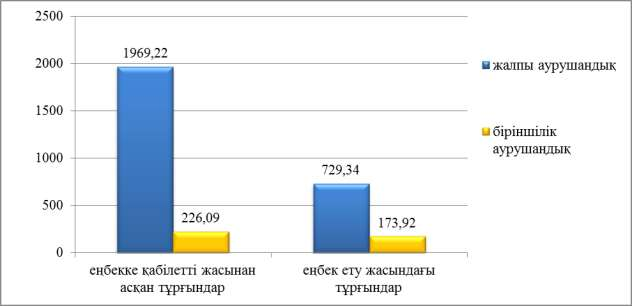 2500
2000
1500
1000
500
0
1969,22
226,09
729,34
173,92
еңбекке қабілетті жасынан
асқан тұрғындар
еңбек ету жасындағы
тұрғындар
жалпы аурушаңдық
біріншілік
аурушаңдық